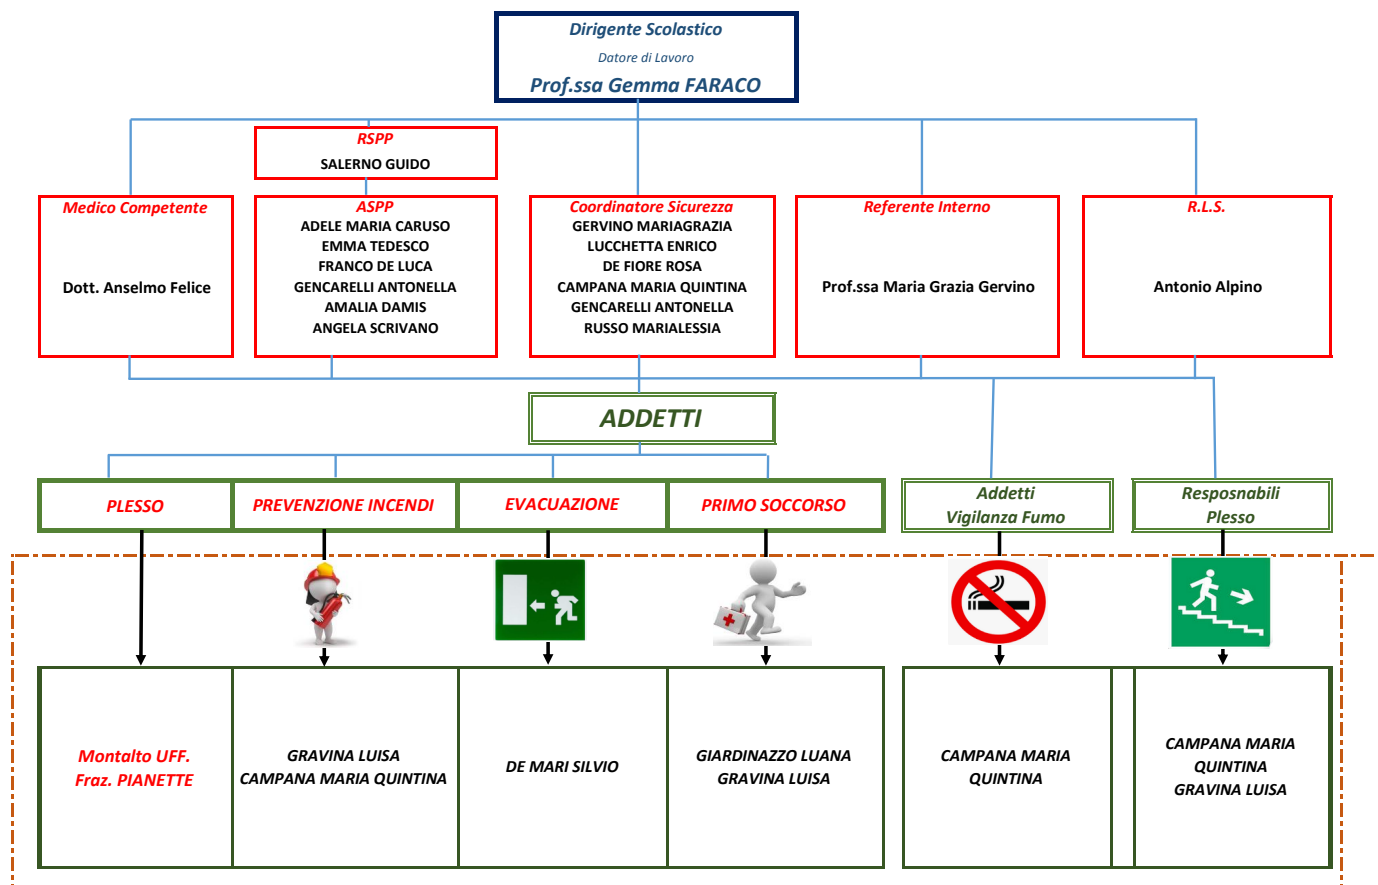 Dirigente Scolastico
Datore di Lavoro
Prof.ssa Gemma FARACO
RSPP
SALERNO GUIDO
Medico Competente
Dott. Anselmo Felice
ASPP
ADELE MARIA CARUSO
EMMA TEDESCO
FRANCO DE LUCA
GENCARELLI ANTONELLA
AMALIA DAMIS
ANGELA SCRIVANO
Coordinatore Sicurezza
GERVINO MARIAGRAZIA
LUCCHETTA ENRICO
DE FIORE ROSA
CAMPANA MARIA QUINTINA
GENCARELLI ANTONELLA
RUSSO MARIALESSIA
Referente Interno
Prof.ssa Maria Grazia Gervino
R.L.S.
Antonio Alpino
ADDETTI
PLESSO
PREVENZIONE INCENDI
EVACUAZIONE
PRIMO SOCCORSO
Addetti
Vigilanza Fumo
Resposnabili
Plesso
Montalto UFF.
Fraz. PIANETTE
GRAVINA LUISA
CAMPANA MARIA QUINTINA
DE MARI SILVIO
GIARDINAZZO LUANA
GRAVINA LUISA
CAMPANA MARIA
QUINTINA
CAMPANA MARIA
QUINTINA
GRAVINA LUISA